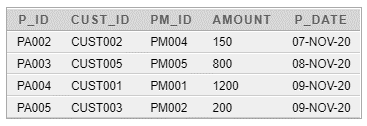 P_ID CUST_ID PM_ID AMOUNT P_DATE
PA002 CUST002 PM004 150 07-NOV-20
PA003 CUST005 PM005 800 08-NOV-20
PA004 CUST001 PM001 1200 09-NOV-20
PA005 CUST003 PM002 200 09-NOV-20